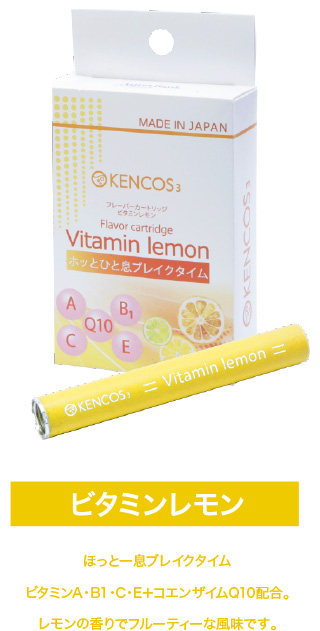 MADE IN JAPAN
KENCOS3
KENCOS3
フレーバーカートリッジ
ビタミンレモン
Flavor cartridge
Vitamin lemon
ホッとひと息ブレイクタイム
A
B1
Q10
C
E
KENCOS3 = Vitamin lemon =
ビタミンレモン
ほっと一息ブレイクタイム
ビタミンA・B1・C・E+コエンザイムQ10配合。
レモンの香りでフルーティーな風味です。